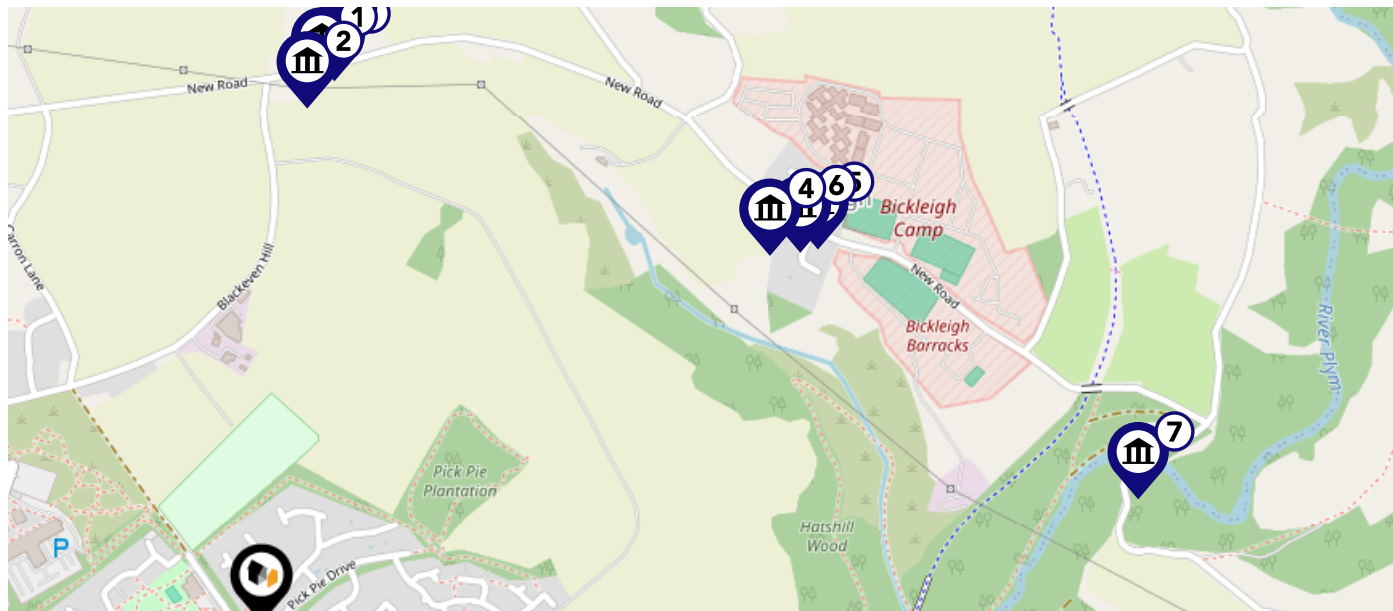 1
2
New Road
New Road
4
6
5
Bickleigh
Camp
Carron Lane
Blackeven Hill
New Road
Bickleigh
Barracks
River Plym
7
Pick Pie
Plantation
Hatshill
Wood
P
Pick Pie Drive